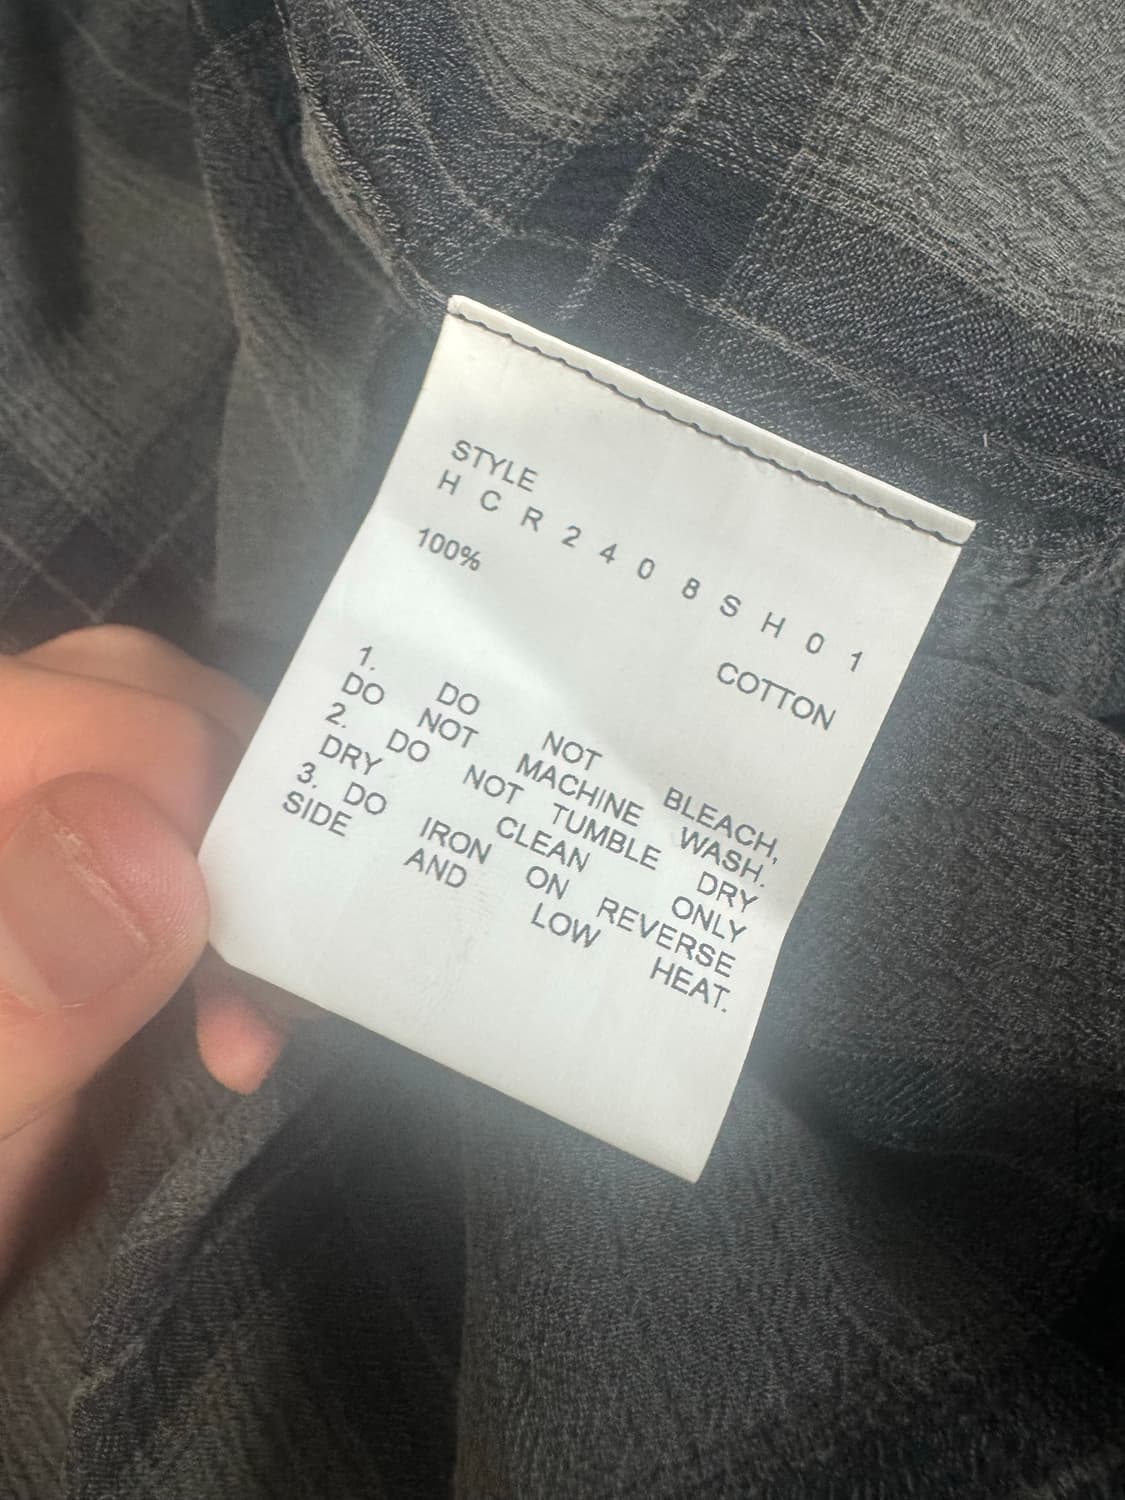 STYLE
H C R 2 4 0 8 S H 0 1
100% COTTON
1. DO NOT BLEACH,
DO NOT MACHINE WASH.
2. DO NOT TUMBLE DRY
DRY CLEAN ONLY
3. DO IRON ON REVERSE
SIDE AND LOW HEAT.